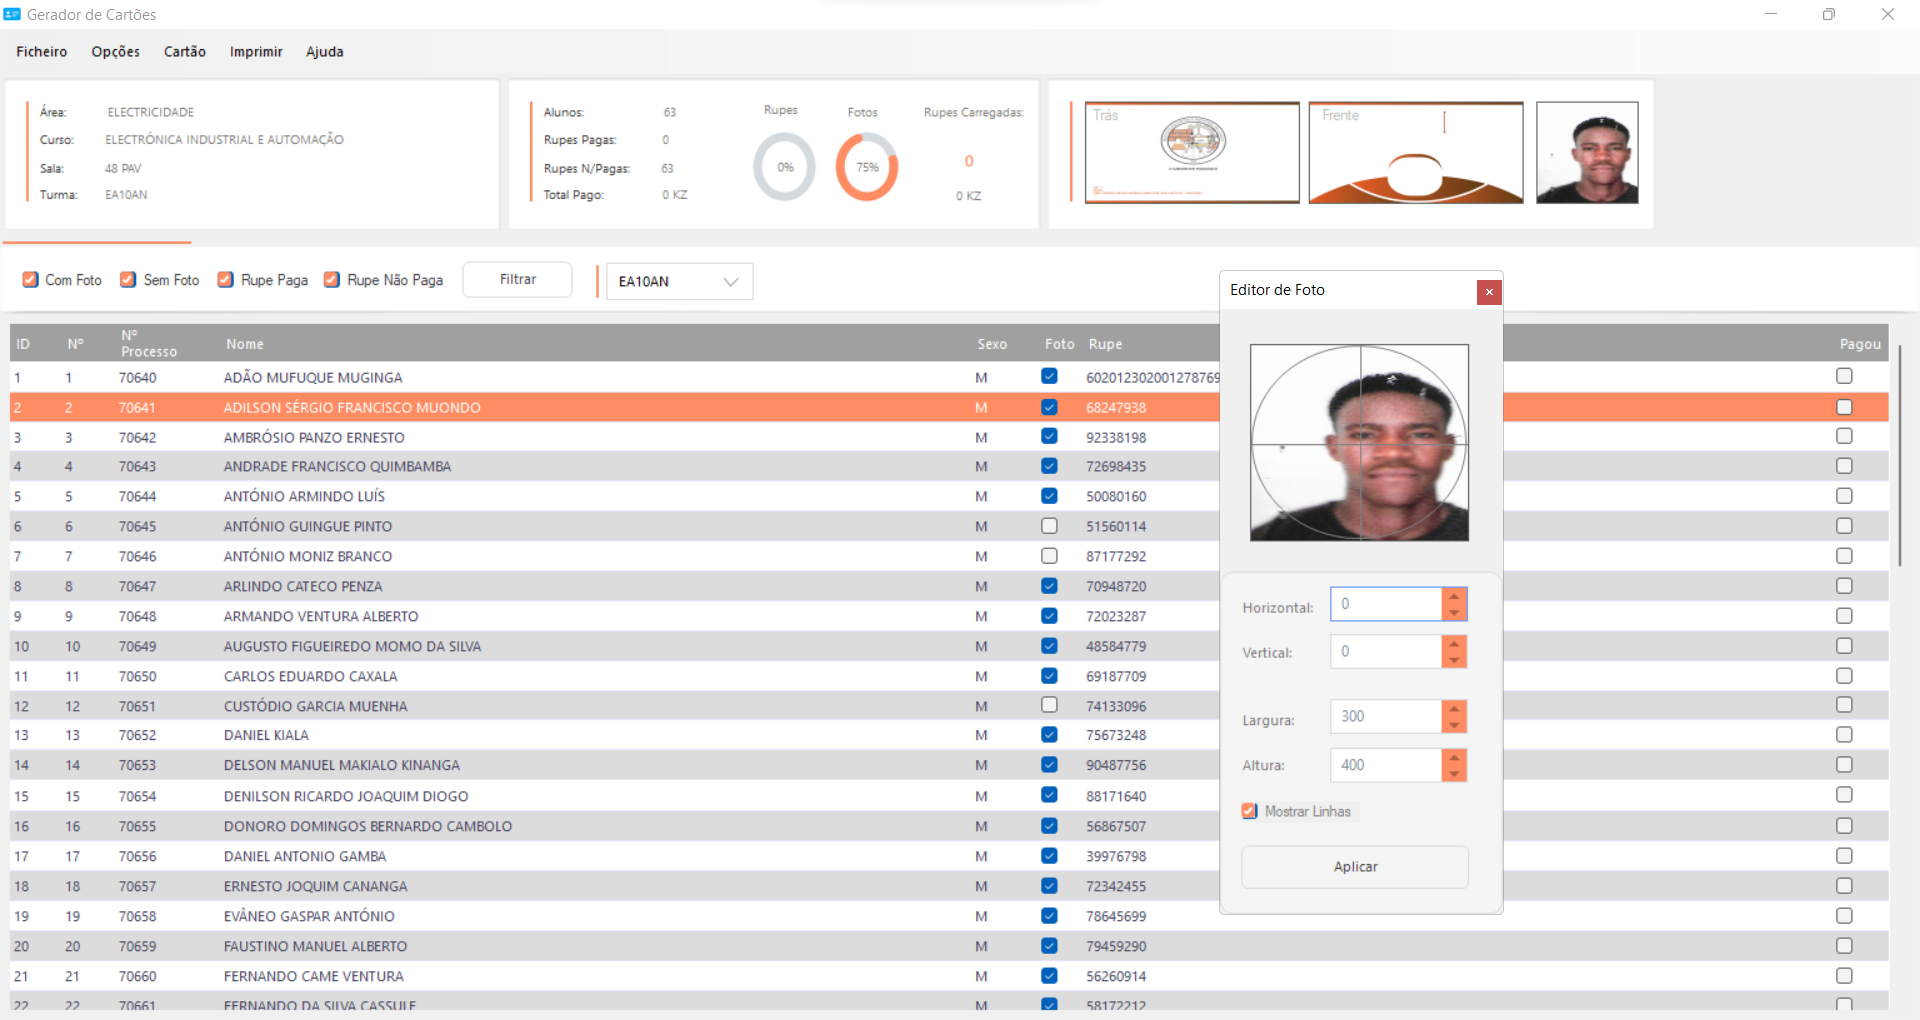 Gerador de Cartões
Ficheiro Opções Cartão Imprimir Ajuda
Área: ELECTRICIDADE
Curso: ELECTRÓNICA INDUSTRIAL E AUTOMAÇÃO
Sala: 48 PAV
Turma: EA10AN
Alunos: 63
Rupes Pagas: 0
Rupes N/Pagas: 63
Total Pago: 0 KZ
Rupes Fotos Rupes Carregadas:
0% 75% 0
0 KZ
Trás Frente
Com Foto Sem Foto Rupe Paga Rupe Não Paga Filtrar EA10AN
ID Nº Nº Processo Nome Sexo Foto Rupe Pagou
1 1 70640 ADÃO MUFUQUE MUGINGA M 602012302001278769
2 2 70641 ADILSON SÉRGIO FRANCISCO MUONDO M 68247938
3 3 70642 AMBRÓSIO PANZO ERNESTO M 92338198
4 4 70643 ANDRADE FRANCISCO QUIMBAMBA M 72698435
5 5 70644 ANTÓNIO ARMINDO LUÍS M 50080160
6 6 70645 ANTÓNIO GUINGUE PINTO M 51560114
7 7 70646 ANTÓNIO MONIZ BRANCO M 87177292
8 8 70647 ARLINDO CATECO PENZA M 70948720
9 9 70648 ARMANDO VENTURA ALBERTO M 72023287
10 10 70649 AUGUSTO FIGUEIREDO MOMO DA SILVA M 48584779
11 11 70650 CARLOS EDUARDO CAXALA M 69187709
12 12 70651 CUSTÓDIO GARCIA MUENHA M 74133096
13 13 70652 DANIEL KIALA M 75673248
14 14 70653 DELSON MANUEL MAKIALO KINANGA M 90487756
15 15 70654 DENILSON RICARDO JOAQUIM DIOGO M 88171640
16 16 70655 DONORO DOMINGOS BERNARDO CAMBOLO M 56867507
17 17 70656 DANIEL ANTONIO GAMBA M 39976798
18 18 70657 ERNESTO JOQUIM CANANGA M 72342455
19 19 70658 EVÂNEO GASPAR ANTÓNIO M 78645699
20 20 70659 FAUSTINO MANUEL ALBERTO M 79459290
21 21 70660 FERNANDO CAME VENTURA M 56260914
22 22 70661 FERNANDO DA SILVA CASSULE M 58172212
Editor de Foto
Horizontal: 0
Vertical: 0
Largura: 300
Altura: 400
Mostrar Linhas
Aplicar